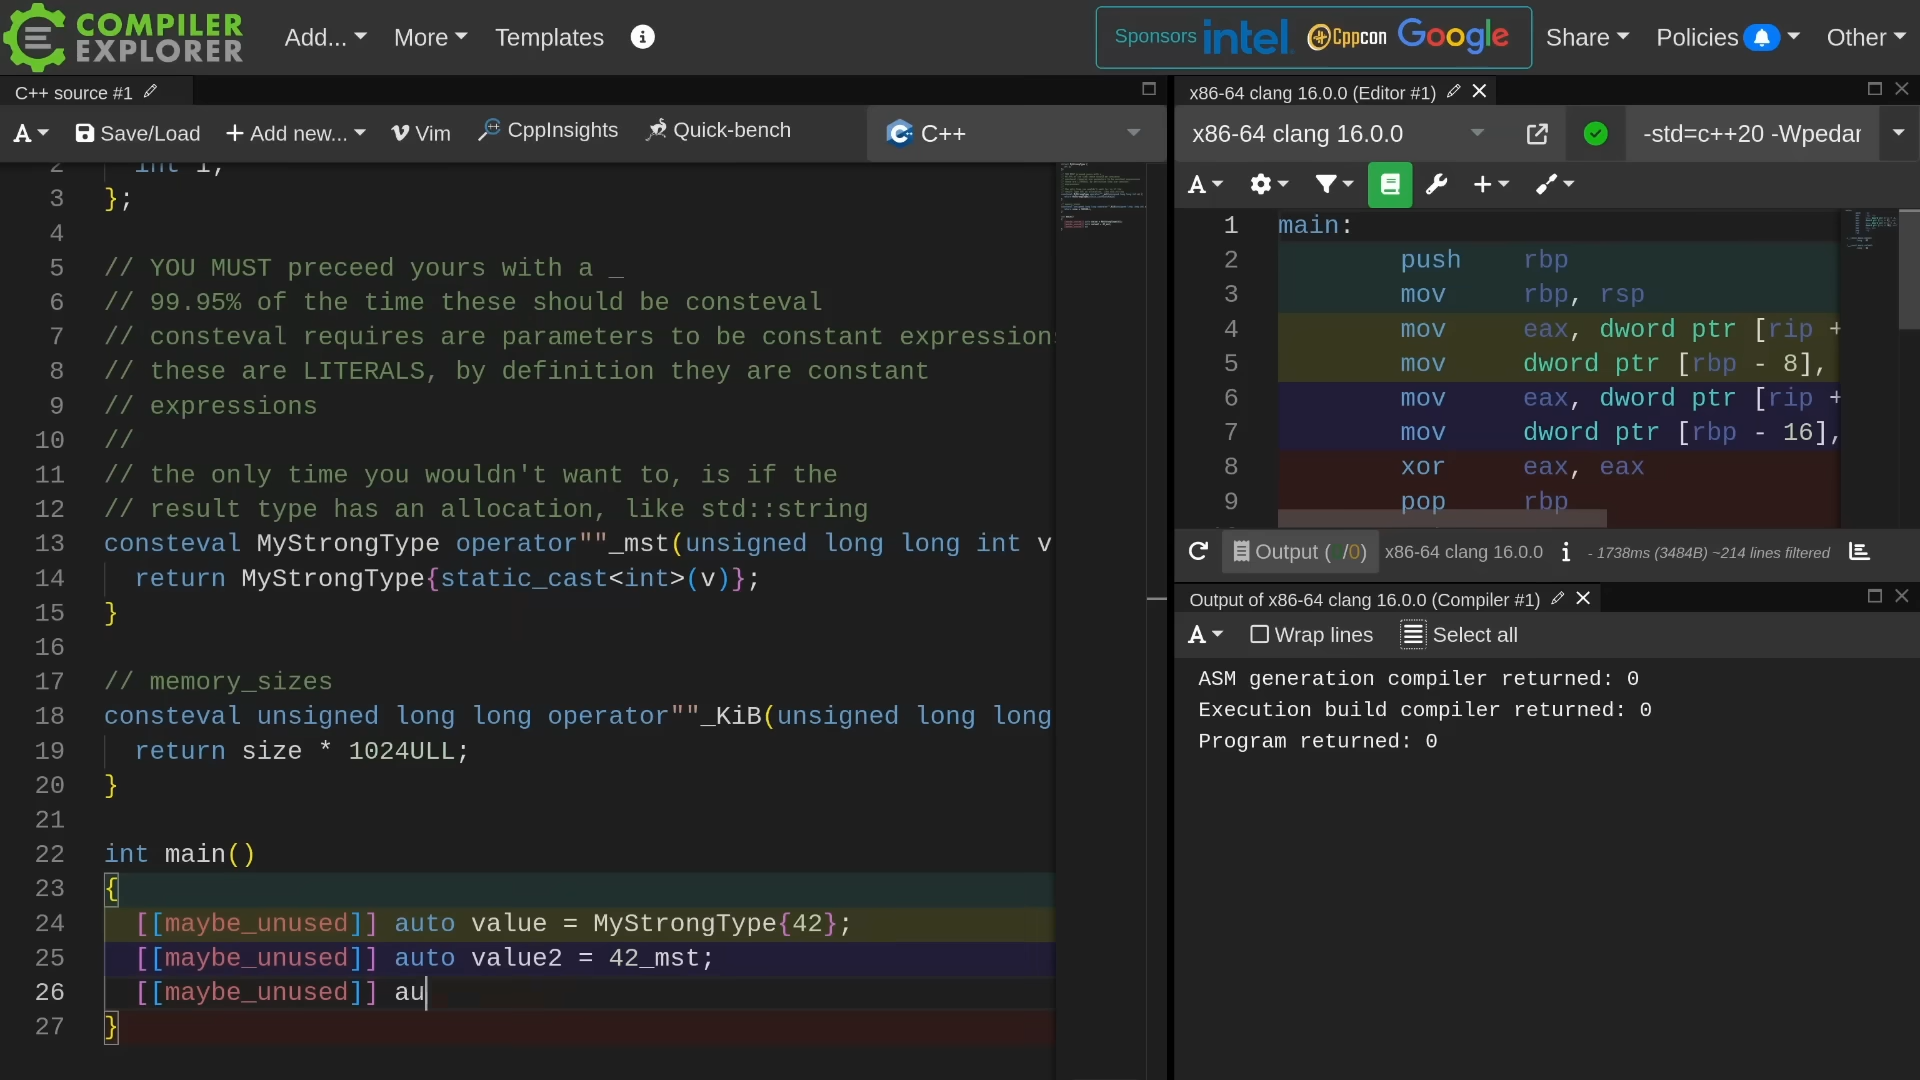 COMPILER EXPLORER Add... More Templates Sponsors intel. Cppcon Google Share Policies Other
C++ source #1
A Save/Load + Add new... Vim CppInsights Quick-bench C++
2 int i;
3 };
4
5 // YOU MUST preceed yours with a _
6 // 99.95% of the time these should be consteval
7 // consteval requires are parameters to be constant expressions
8 // these are LITERALS, by definition they are constant
9 // expressions
10 //
11 // the only time you wouldn't want to, is if the
12 // result type has an allocation, like std::string
13 consteval MyStrongType operator""_mst(unsigned long long int v
14 return MyStrongType{static_cast<int>(v)};
15 }
16
17 // memory_sizes
18 consteval unsigned long long operator""_KiB(unsigned long long
19 return size * 1024ULL;
20 }
21
22 int main()
23 {
24 [[maybe_unused]] auto value = MyStrongType{42};
25 [[maybe_unused]] auto value2 = 42_mst;
26 [[maybe_unused]] au
27 }
x86-64 clang 16.0.0 (Editor #1)
x86-64 clang 16.0.0 -std=c++20 -Wpedar
A
1 main:
2 push rbp
3 mov rbp, rsp
4 mov eax, dword ptr [rip +
5 mov dword ptr [rbp - 8],
6 mov eax, dword ptr [rip +
7 mov dword ptr [rbp - 16],
8 xor eax, eax
9 pop rbp
Output ( /0) x86-64 clang 16.0.0 i - 1738ms (3484B) ~214 lines filtered
Output of x86-64 clang 16.0.0 (Compiler #1)
A Wrap lines Select all
ASM generation compiler returned: 0
Execution build compiler returned: 0
Program returned: 0